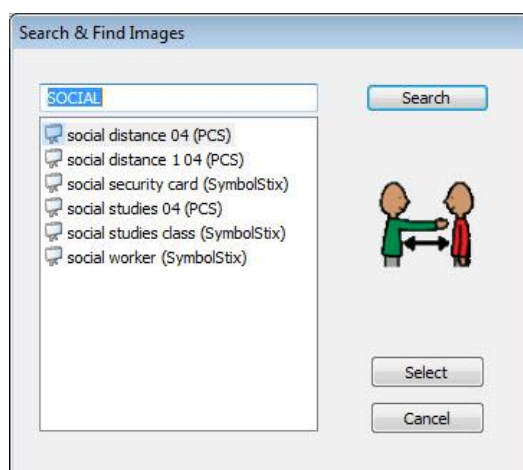 Search & Find Images
SOCIAL
Search
social distance 04 (PCS)
social distance 1 04 (PCS)
social security card (SymbolStix)
social studies 04 (PCS)
social studies class (SymbolStix)
social worker (SymbolStix)
Select
Cancel